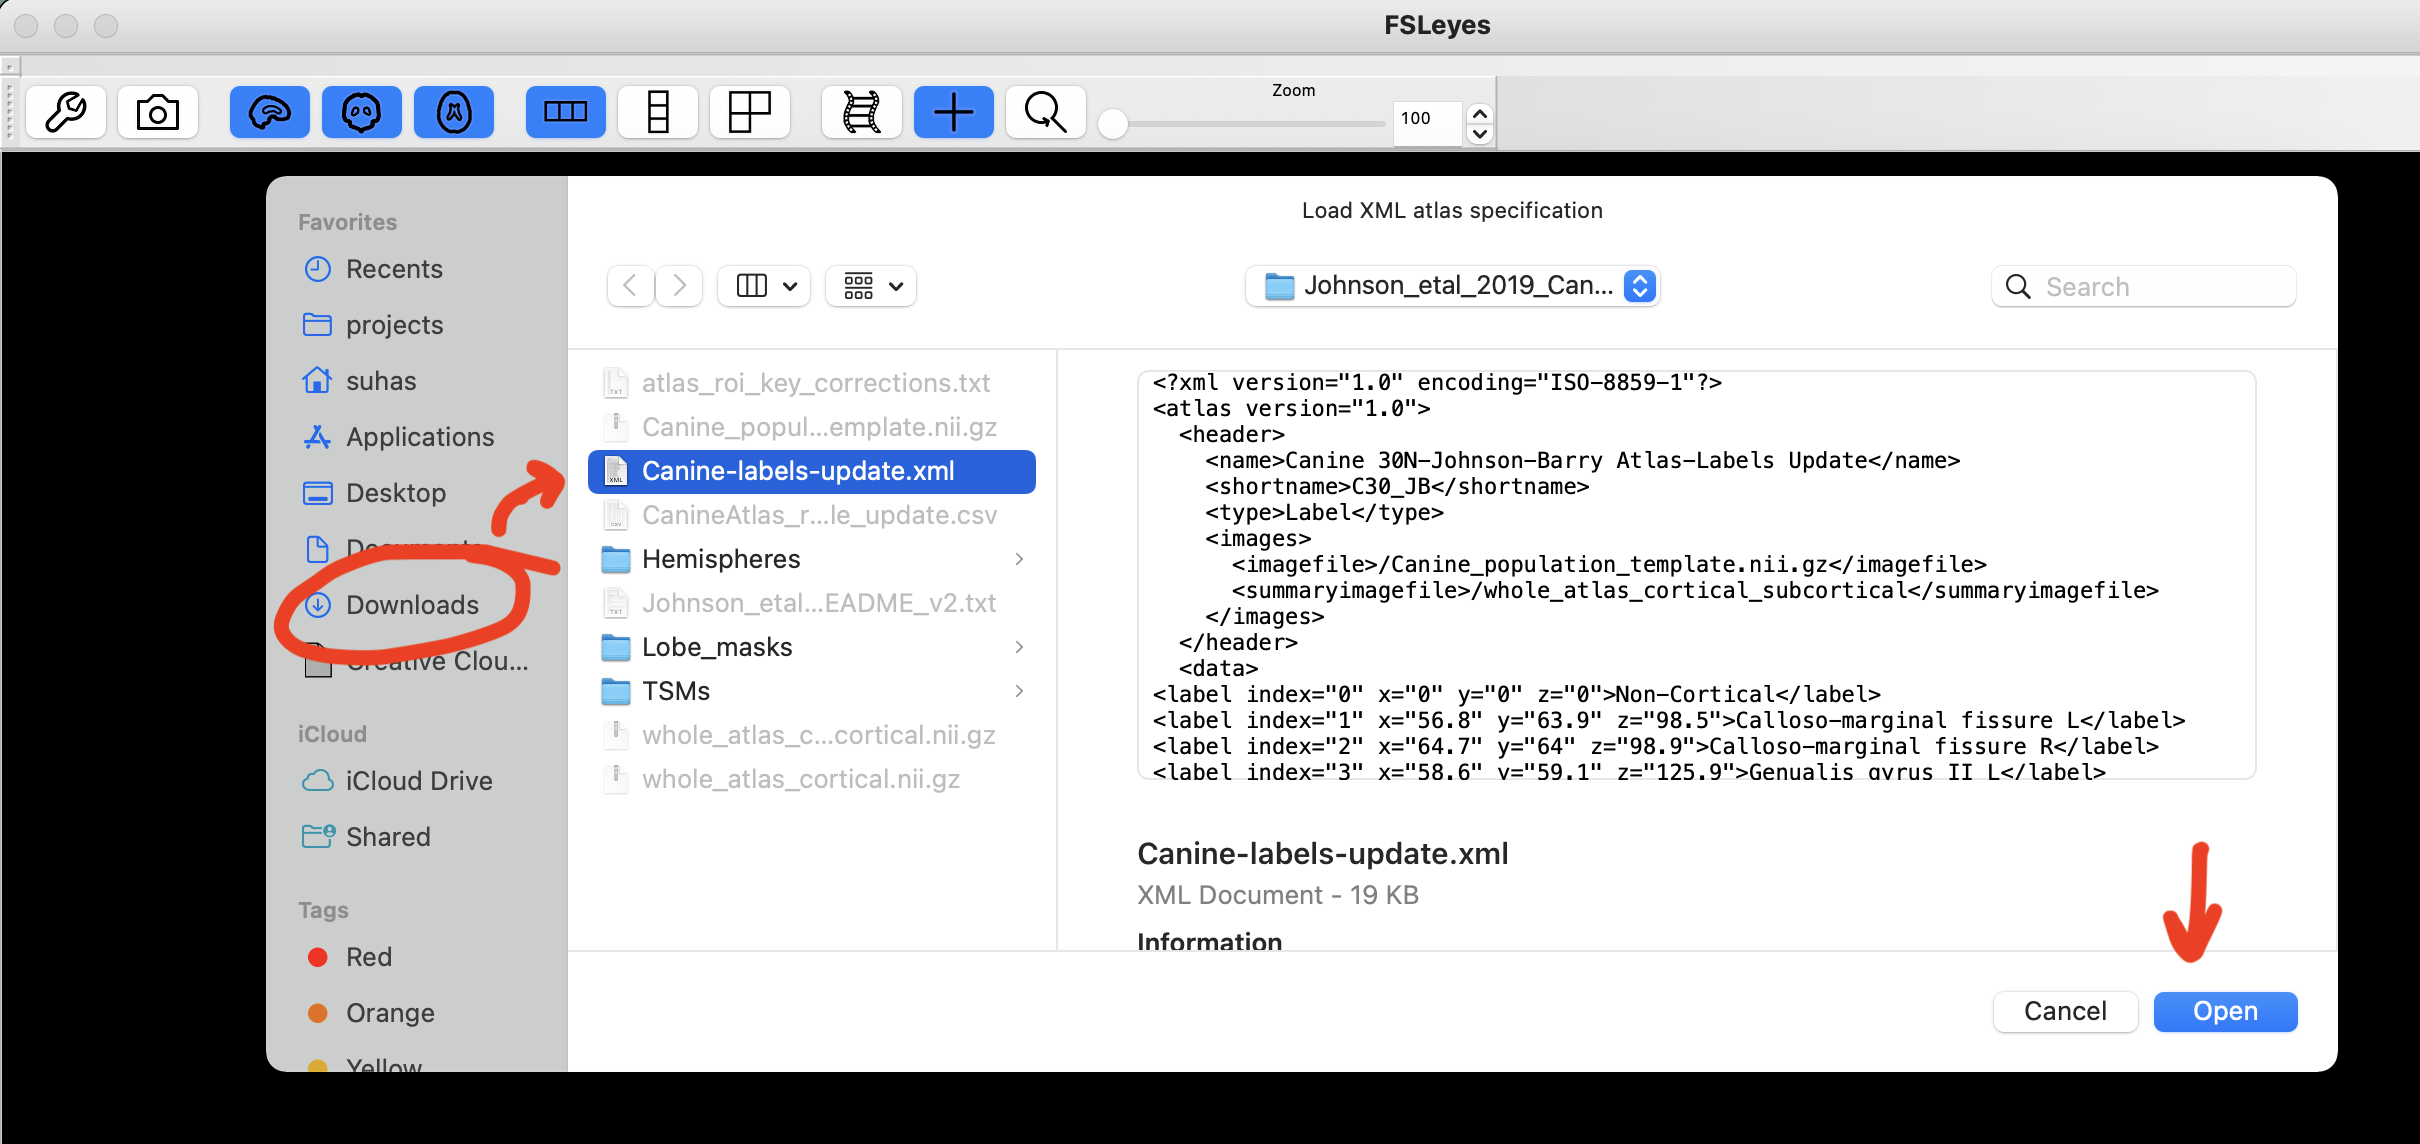 FSLeyes
Zoom
100
Load XML atlas specification
Favorites
Recents
projects
suhas
Applications
Desktop
Documents
Downloads
Creative Clou...
iCloud
iCloud Drive
Shared
Tags
Red
Orange
Yellow
Johnson_etal_2019_Can...
Search
atlas_roi_key_corrections.txt
Canine_popul...emplate.nii.gz
Canine-labels-update.xml
CanineAtlas_r...le_update.csv
Hemispheres
Johnson_etal...EADME_v2.txt
Lobe_masks
TSMs
whole_atlas_c...cortical.nii.gz
whole_atlas_cortical.nii.gz
<?xml version="1.0" encoding="ISO-8859-1"?>
<atlas version="1.0">
<header>
<name>Canine 30N-Johnson-Barry Atlas-Labels Update</name>
<shortname>C30_JB</shortname>
<type>Label</type>
<images>
<imagefile>/Canine_population_template.nii.gz</imagefile>
<summaryimagefile>/whole_atlas_cortical_subcortical</summaryimagefile>
</images>
</header>
<data>
<label index="0" x="0" y="0" z="0">Non-Cortical</label>
<label index="1" x="56.8" y="63.9" z="98.5">Calloso-marginal fissure L</label>
<label index="2" x="64.7" y="64" z="98.9">Calloso-marginal fissure R</label>
<label index="3" x="58.6" y="59.1" z="125.9">Genualis gyrus II L</label>
Canine-labels-update.xml
XML Document - 19 KB
Information
Cancel
Open